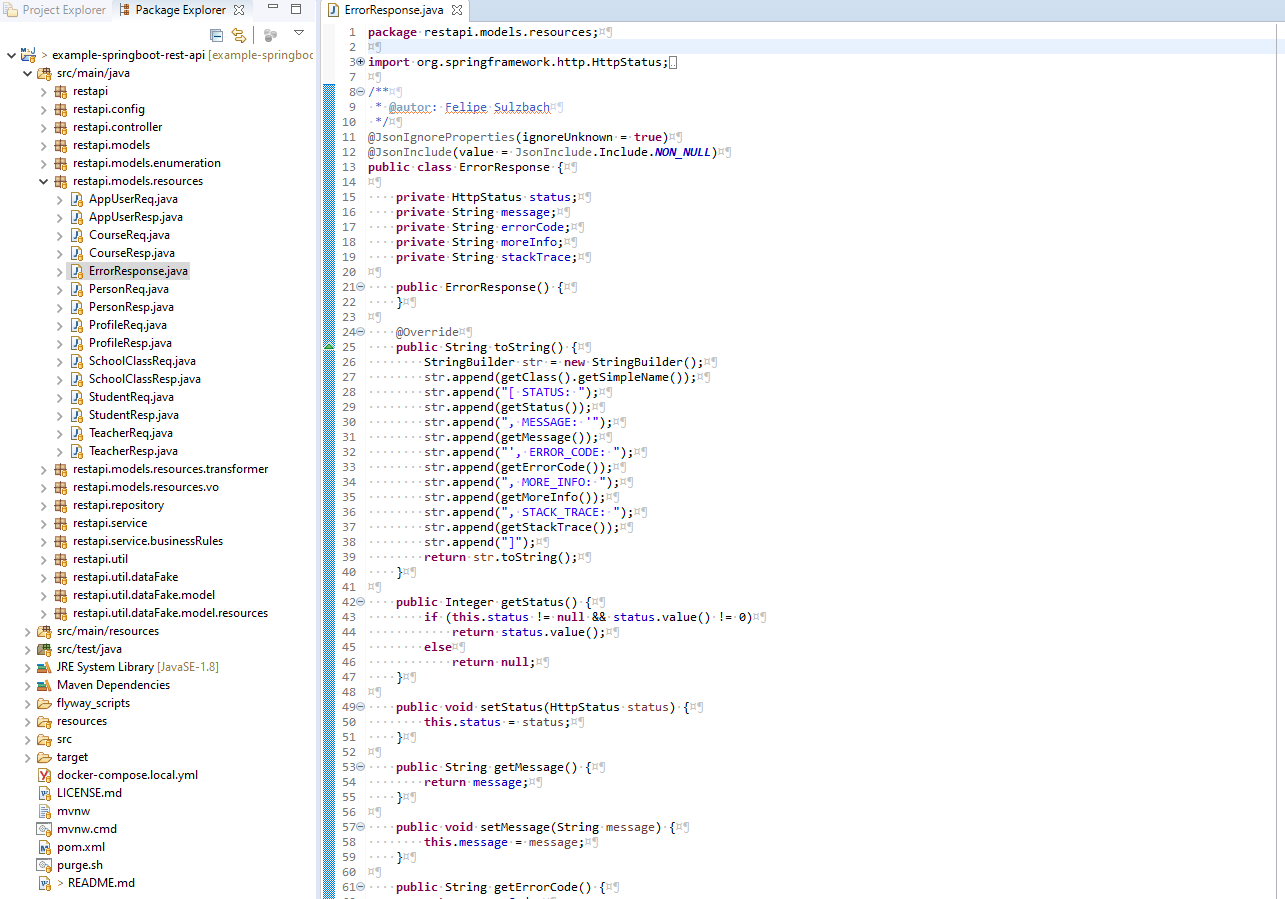 Project Explorer
Package Explorer
example-springboot-rest-api [example-springboo
src/main/java
restapi
restapi.config
restapi.controller
restapi.models
restapi.models.enumeration
restapi.models.resources
AppUserReq.java
AppUserResp.java
CourseReq.java
CourseResp.java
ErrorResponse.java
PersonReq.java
PersonResp.java
ProfileReq.java
ProfileResp.java
SchoolClassReq.java
SchoolClassResp.java
StudentReq.java
StudentResp.java
TeacherReq.java
TeacherResp.java
restapi.models.resources.transformer
restapi.models.resources.vo
restapi.repository
restapi.service
restapi.service.businessRules
restapi.util
restapi.util.dataFake
restapi.util.dataFake.model
restapi.util.dataFake.model.resources
src/main/resources
src/test/java
JRE System Library [JavaSE-1.8]
Maven Dependencies
flyway_scripts
resources
src
target
docker-compose.local.yml
LICENSE.md
mvnw
mvnw.cmd
pom.xml
purge.sh
> README.md
ErrorResponse.java
1 package restapi.models.resources;
2
3 import org.springframework.http.HttpStatus;
7
8 /**
9 * @autor: Felipe Sulzbach
10 */
11 @JsonIgnoreProperties(ignoreUnknown = true)
12 @JsonInclude(value = JsonInclude.Include.NON_NULL)
13 public class ErrorResponse {
14
15 private HttpStatus status;
16 private String message;
17 private String errorCode;
18 private String moreInfo;
19 private String stackTrace;
20
21 public ErrorResponse() {
22 }
23
24 @Override
25 public String toString() {
26 StringBuilder str = new StringBuilder();
27 str.append(getClass().getSimpleName());
28 str.append("[ STATUS: ");
29 str.append(getStatus());
30 str.append(", MESSAGE: '");
31 str.append(getMessage());
32 str.append("', ERROR_CODE: ");
33 str.append(getErrorCode());
34 str.append(", MORE_INFO: ");
35 str.append(getMoreInfo());
36 str.append(", STACK_TRACE: ");
37 str.append(getStackTrace());
38 str.append("]");
39 return str.toString();
40 }
41
42 public Integer getStatus() {
43 if (this.status != null && status.value() != 0)
44 return status.value();
45 else
46 return null;
47 }
48
49 public void setStatus(HttpStatus status) {
50 this.status = status;
51 }
52
53 public String getMessage() {
54 return message;
55 }
56
57 public void setMessage(String message) {
58 this.message = message;
59 }
60
61 public String getErrorCode() {